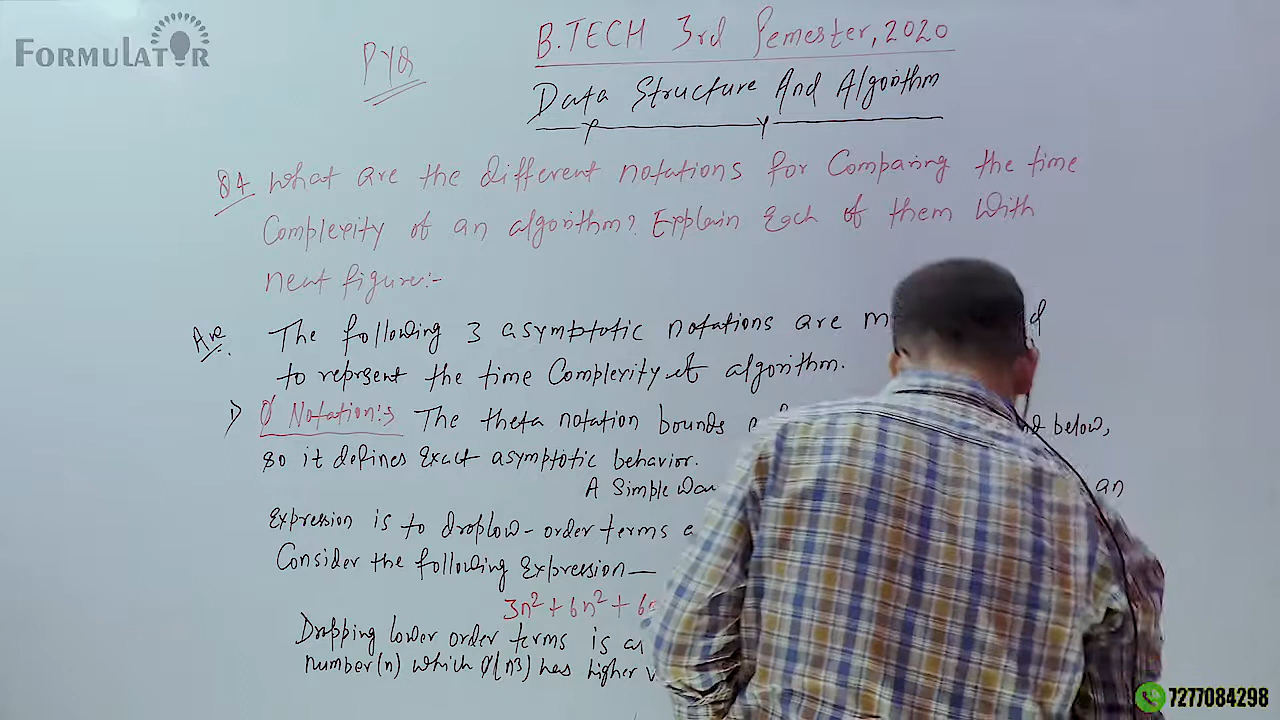 FORMULATOR
PYQ
B.TECH 3rd Semester, 2020
Data Structure And Algorithm
Q4 What are the different notations for Comparing the time
Complexity of an algorithm? Explain Each of them With
neat figure:-
Ans. The following 3 asymptotic notations are m
to reprsent the time Complexity of algorithm.
1) θ Notation:s The theta notation bounds below,
so it defines Exact asymptotic behavior.
A Simple an
Expression is to drop low-order terms
Consider the following Expression—
3n² + 6n² + 6
Dropping lower order terms is
number(n) which θ(n3) has higher
7277084298